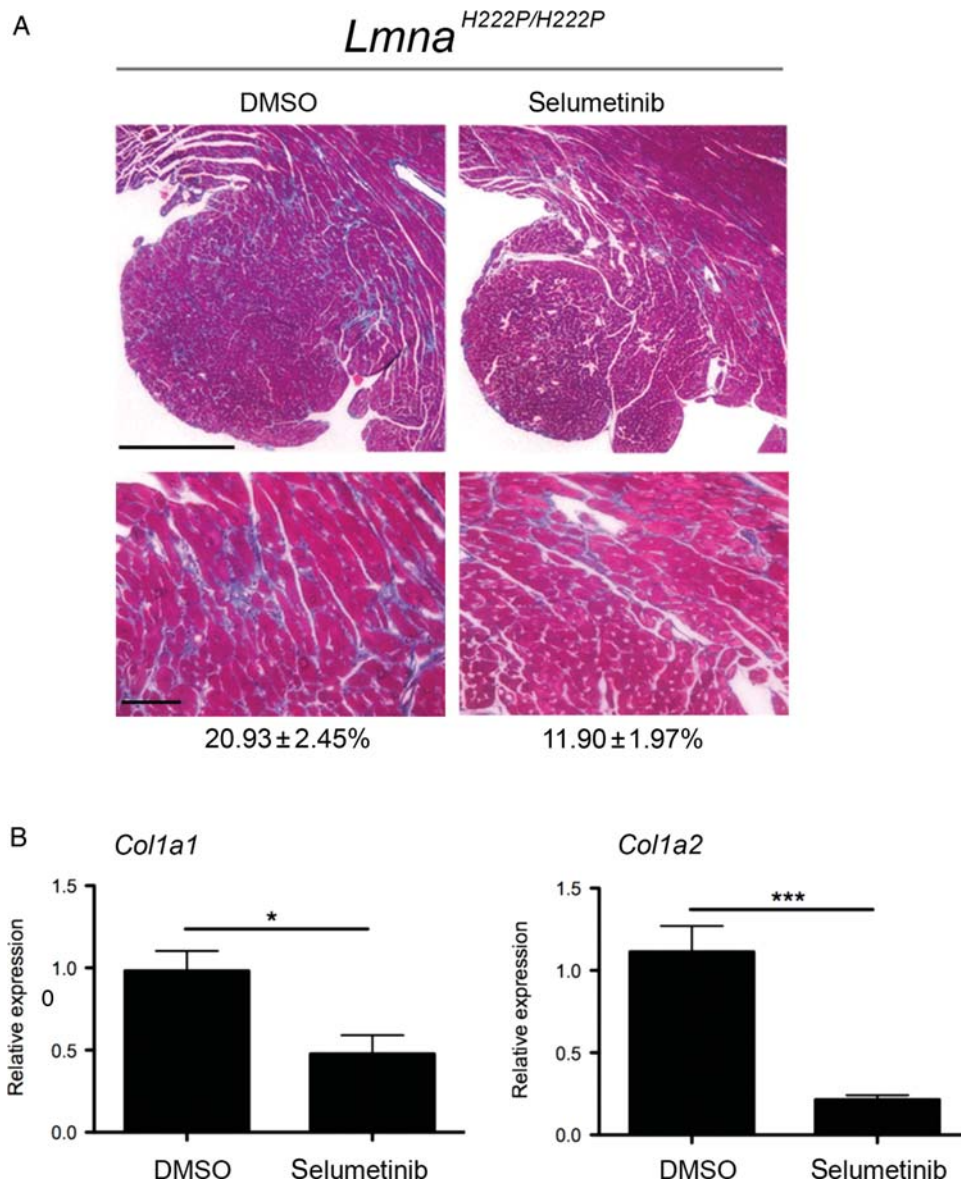 A
Lmna H222P/H222P
DMSO Selumetinib
20.93 ± 2.45% 11.90 ± 1.97%
B
Col1a1
Relative expression
0
1.5
1.0
0.5
0.0
*
DMSO Selumetinib
Col1a2
Relative expression
1.5
1.0
0.5
0.0
***
DMSO Selumetinib